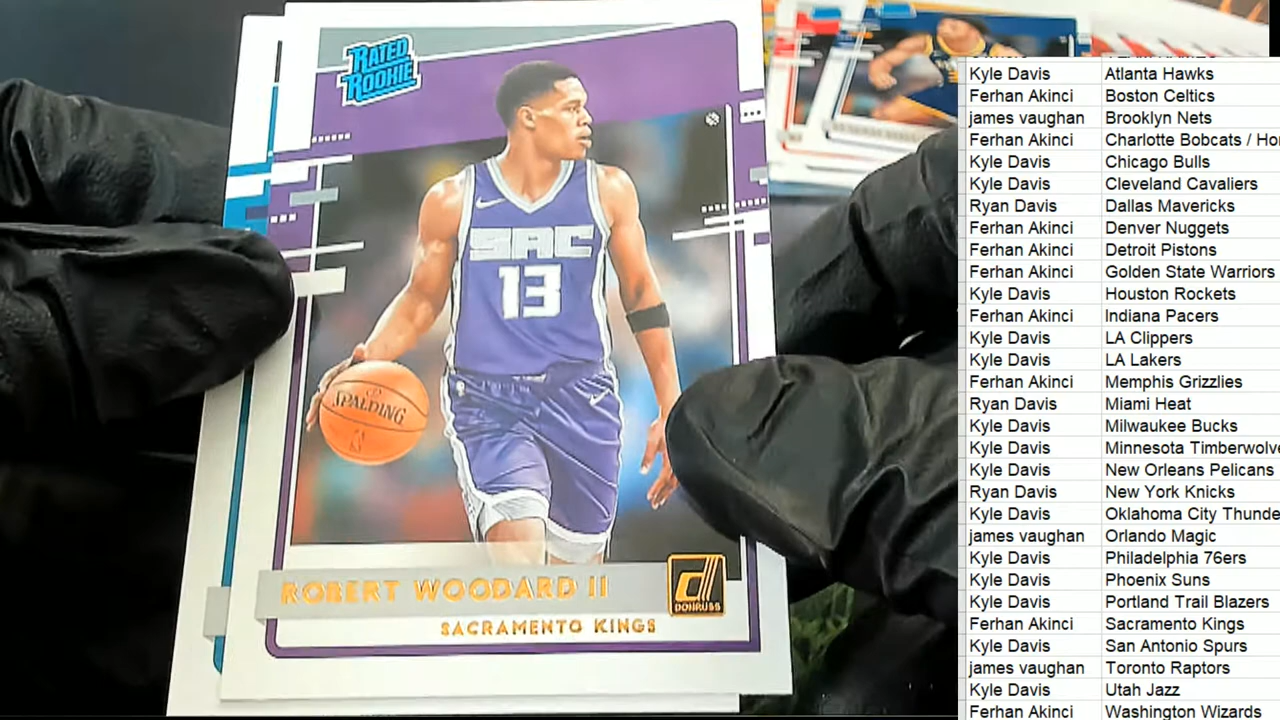 RATED
ROOKIE
SAC
13
SPALDING
ROBERT WOODARD II
DONRUSS
SACRAMENTO KINGS
Kyle Davis Atlanta Hawks
Ferhan Akinci Boston Celtics
james vaughan Brooklyn Nets
Ferhan Akinci Charlotte Bobcats / Ho
Kyle Davis Chicago Bulls
Kyle Davis Cleveland Cavaliers
Ryan Davis Dallas Mavericks
Ferhan Akinci Denver Nuggets
Ferhan Akinci Detroit Pistons
Ferhan Akinci Golden State Warriors
Kyle Davis Houston Rockets
Ferhan Akinci Indiana Pacers
Kyle Davis LA Clippers
Kyle Davis LA Lakers
Ferhan Akinci Memphis Grizzlies
Ryan Davis Miami Heat
Kyle Davis Milwaukee Bucks
Kyle Davis Minnesota Timberwolve
Kyle Davis New Orleans Pelicans
Ryan Davis New York Knicks
Kyle Davis Oklahoma City Thunde
james vaughan Orlando Magic
Kyle Davis Philadelphia 76ers
Kyle Davis Phoenix Suns
Kyle Davis Portland Trail Blazers
Ferhan Akinci Sacramento Kings
Kyle Davis San Antonio Spurs
james vaughan Toronto Raptors
Kyle Davis Utah Jazz
Ferhan Akinci Washington Wizards